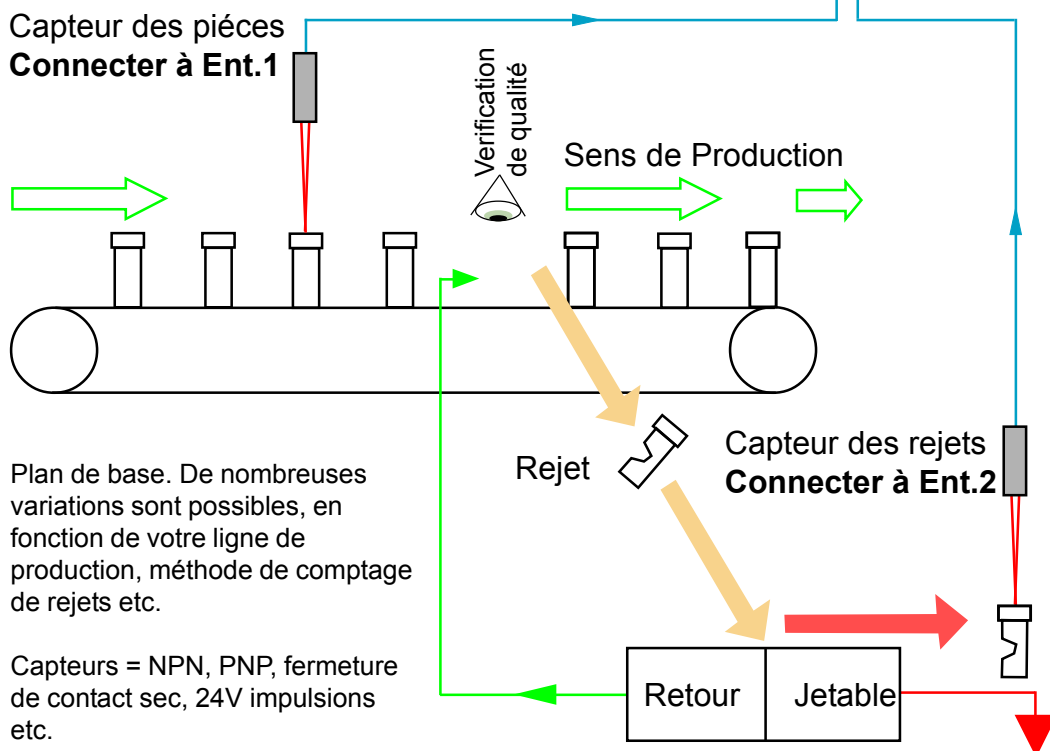 Capteur des piéces
Connecter à Ent.1
Verification
de qualité
Sens de Production
Rejet
Capteur des rejets
Connecter à Ent.2
Plan de base. De nombreuses
variations sont possibles, en
fonction de votre ligne de
production, méthode de comptage
de rejets etc.
Capteurs = NPN, PNP, fermeture
de contact sec, 24V impulsions
etc.
Retour
Jetable